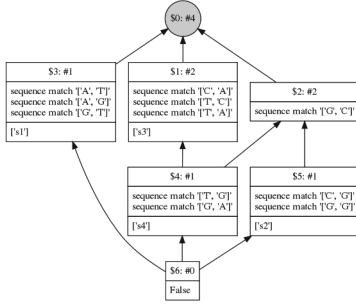 $0: #4
$3: #1
sequence match '['A', 'T']'
sequence match '['A', 'G']'
sequence match '['G', 'T']'
['s1']
$1: #2
sequence match '['C', 'A']'
sequence match '['T', 'C']'
sequence match '['T', 'A']'
['s3']
$2: #2
sequence match '['G', 'C']'
$4: #1
sequence match '['T', 'G']'
sequence match '['G', 'A']'
['s4']
$5: #1
sequence match '['C', 'G']'
sequence match '['G', 'G']'
['s2']
$6: #0
False